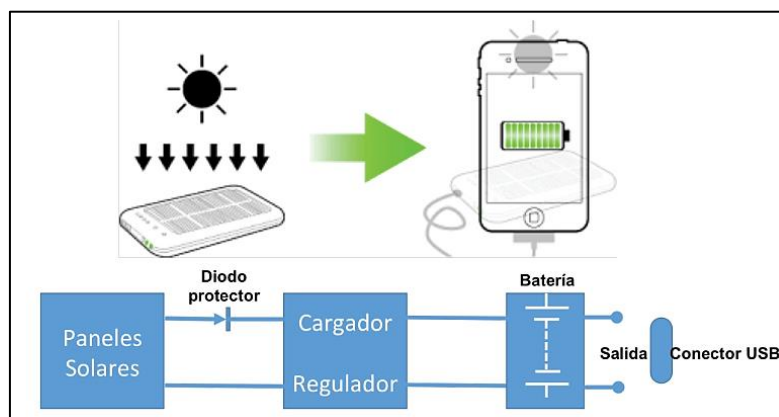 Diodo
protector
Batería
Paneles
Solares
Cargador
Regulador
Salida
Conector USB